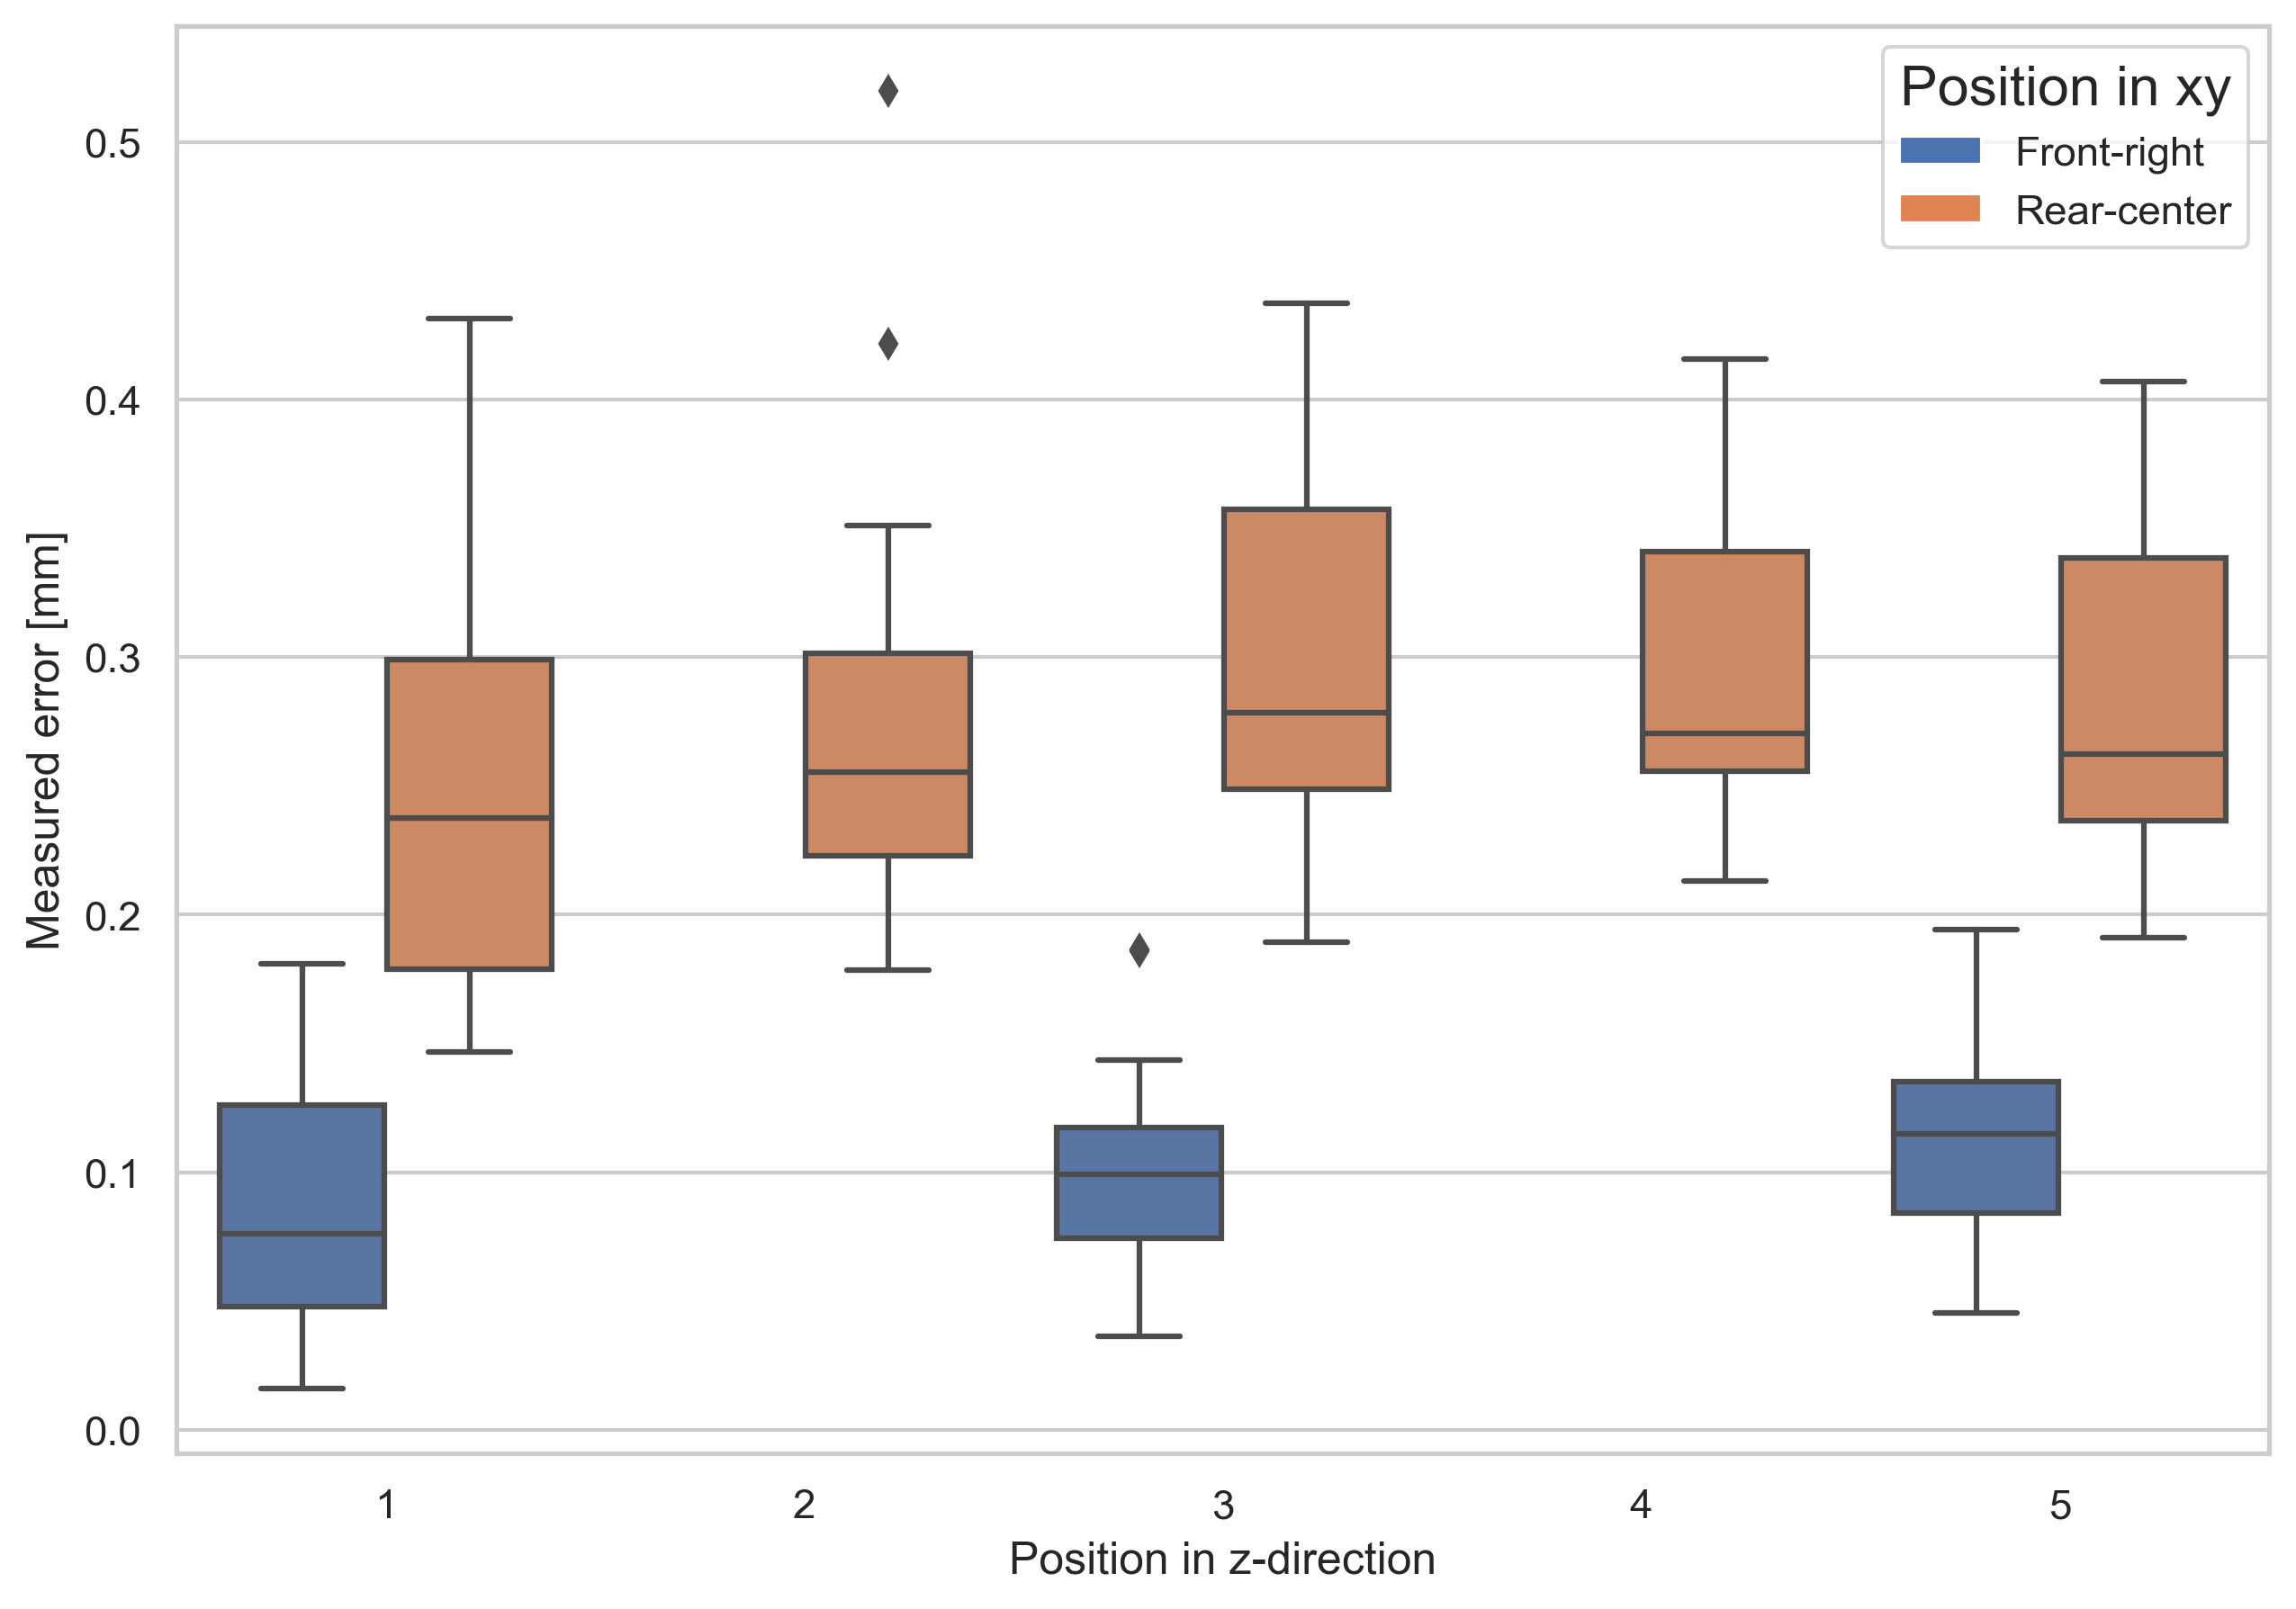 Position in xy
Front-right
Rear-center
Measured error [mm]
0.5
0.4
0.3
0.2
0.1
0.0
1 2 3 4 5
Position in z-direction